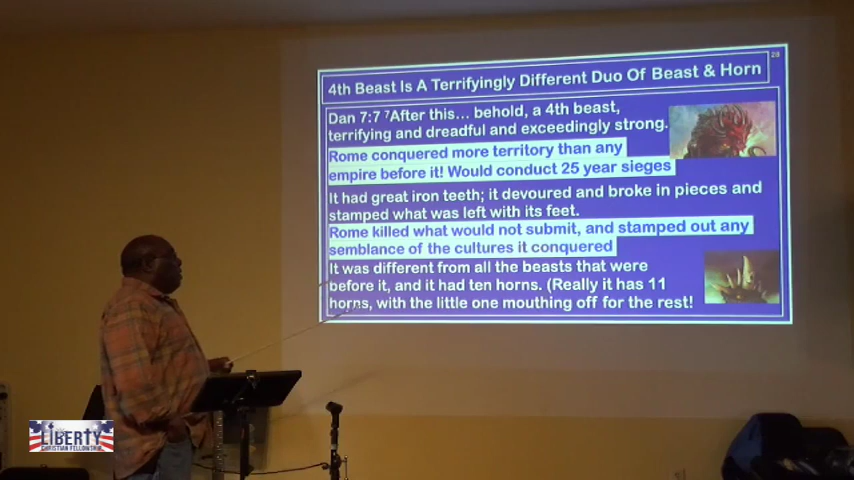 28
4th Beast Is A Terrifyingly Different Duo Of Beast & Horn
Dan 7:7 ⁷After this... behold, a 4th beast,
terrifying and dreadful and exceedingly strong.
Rome conquered more territory than any
empire before it! Would conduct 25 year sieges
It had great iron teeth; it devoured and broke in pieces and
stamped what was left with its feet.
Rome killed what would not submit, and stamped out any
semblance of the cultures it conquered
It was different from all the beasts that were
before it, and it had ten horns. (Really it has 11
horns, with the little one mouthing off for the rest!
LIBERTY
CHRISTIAN FELLOWSHIP